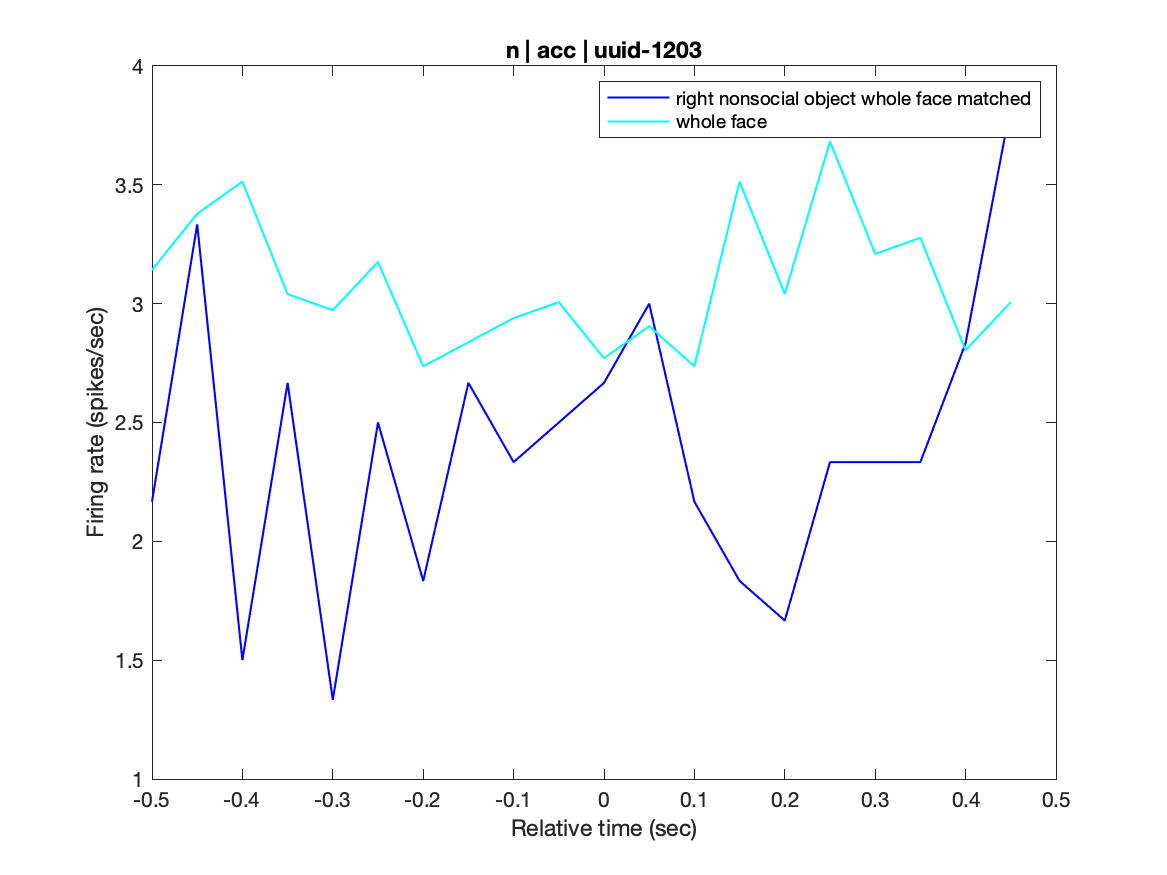 n | acc | uuid-1203
4
right nonsocial object whole face matched
whole face
3.5
3
2.5
2
1.5
1
Firing rate (spikes/sec)
-0.5 -0.4 -0.3 -0.2 -0.1 0 0.1 0.2 0.3 0.4 0.5
Relative time (sec)